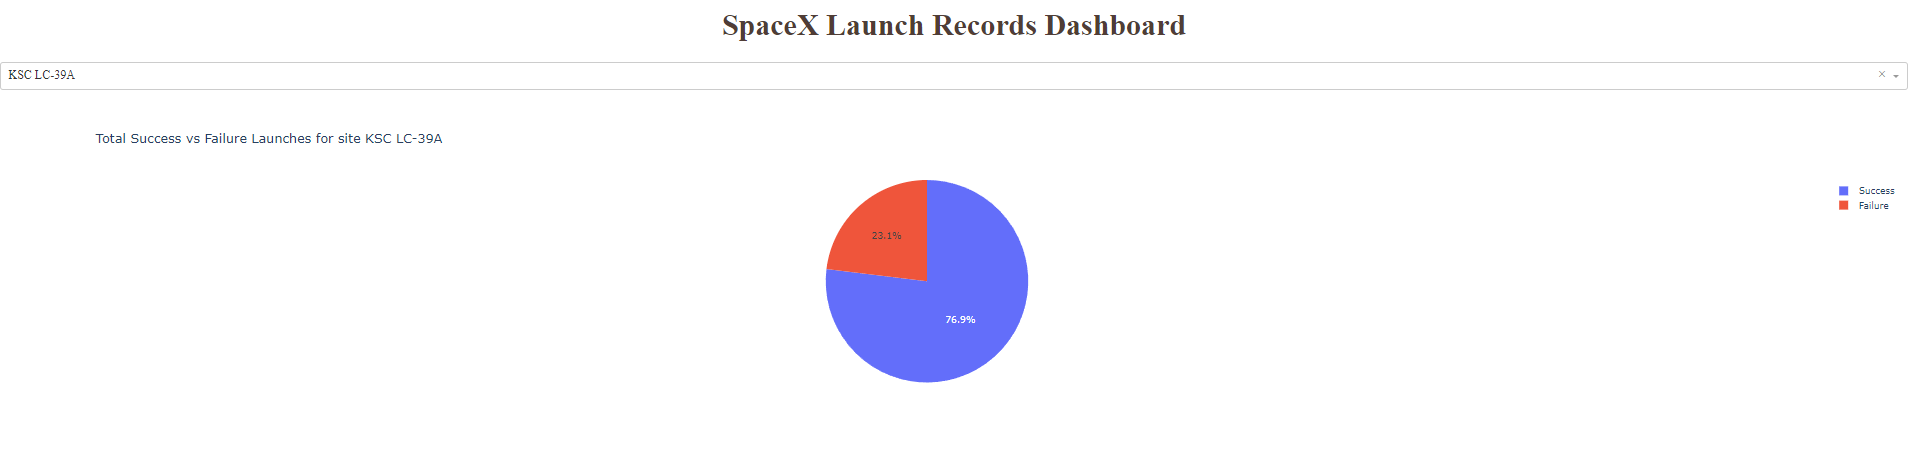 SpaceX Launch Records Dashboard
KSC LC-39A
×
Total Success vs Failure Launches for site KSC LC-39A
Success
Failure
23.1%
76.9%